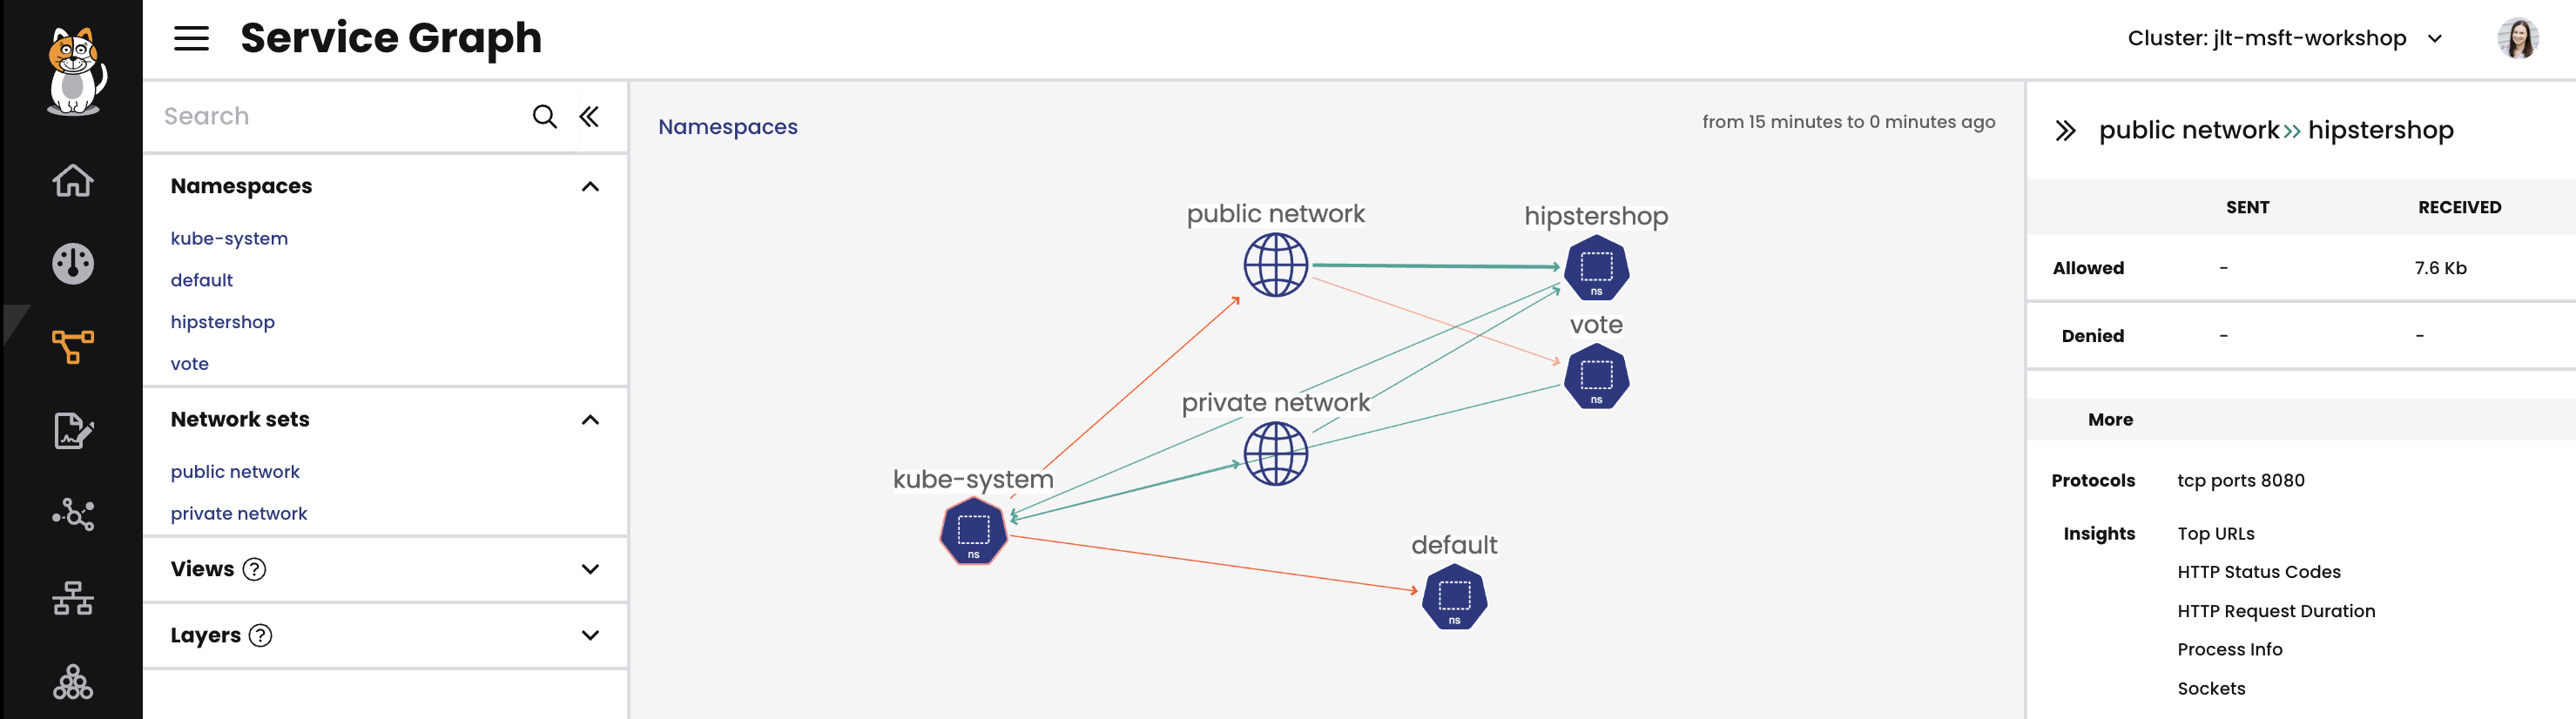 Service Graph
Cluster: jlt-msft-workshop
Search
Namespaces
kube-system
default
hipstershop
vote
Network sets
public network
private network
Views ?
Layers ?
Namespaces
from 15 minutes to 0 minutes ago
public network
hipstershop
ns
vote
ns
private network
kube-system
ns
default
ns
public network » hipstershop
SENT RECEIVED
Allowed - 7.6 Kb
Denied - -
More
Protocols tcp ports 8080
Insights Top URLs
HTTP Status Codes
HTTP Request Duration
Process Info
Sockets